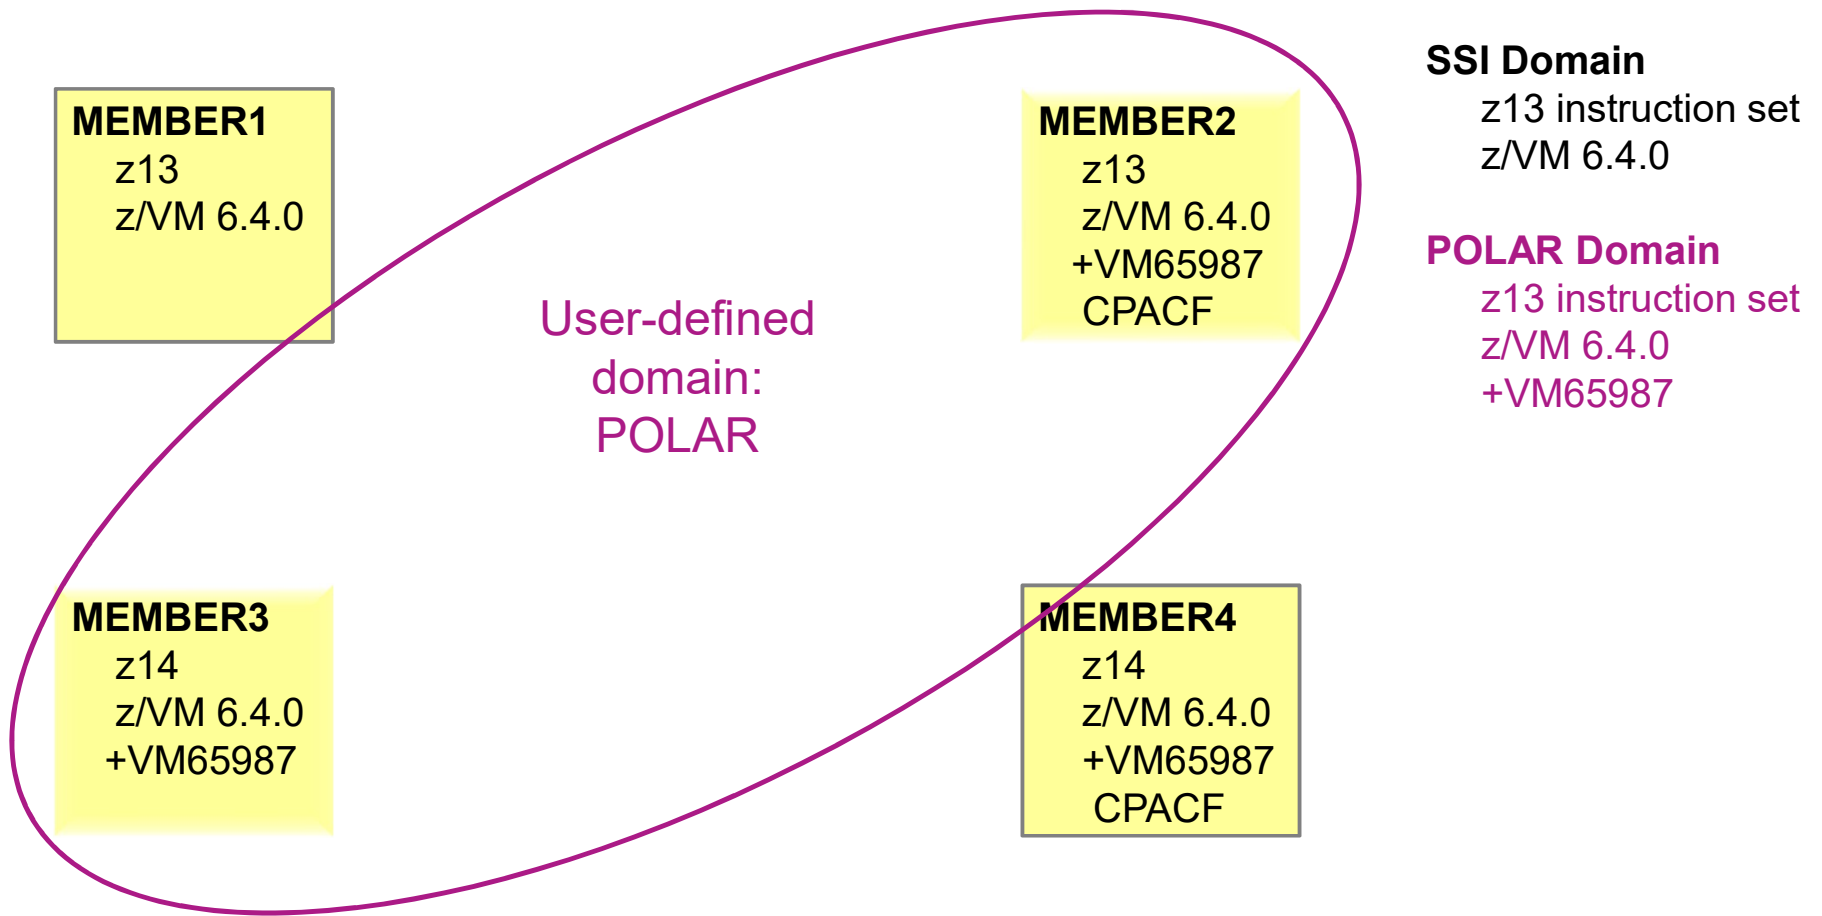 MEMBER1
z13
z/VM 6.4.0
MEMBER2
z13
z/VM 6.4.0
+VM65987
CPACF
SSI Domain
z13 instruction set
z/VM 6.4.0
POLAR Domain
z13 instruction set
z/VM 6.4.0
+VM65987
User-defined
domain:
POLAR
MEMBER3
z14
z/VM 6.4.0
+VM65987
MEMBER4
z14
z/VM 6.4.0
+VM65987
CPACF